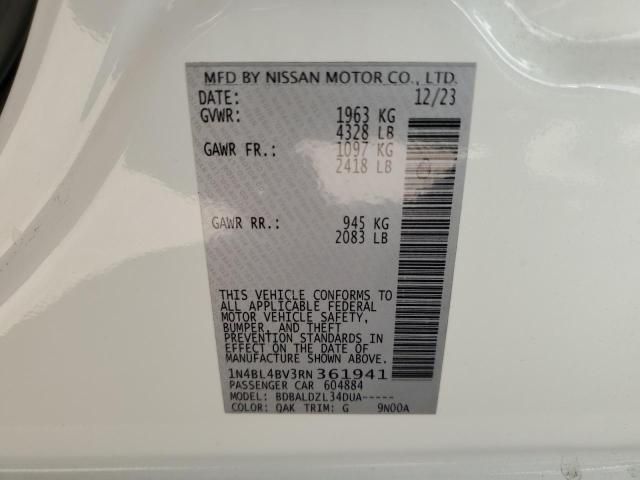 MFD BY NISSAN MOTOR CO., LTD.
DATE: 12/23
GVWR: 1963 KG
4328 LB
GAWR FR.: 1097 KG
2418 LB
GAWR RR.: 945 KG
2083 LB
THIS VEHICLE CONFORMS TO
ALL APPLICABLE FEDERAL
MOTOR VEHICLE SAFETY,
BUMPER, AND THEFT
PREVENTION STANDARDS
IN EFFECT ON THE DATE OF
MANUFACTURE SHOWN ABOVE.
1N4BL4BV3RN361941
PASSENGER CAR 604884
MODEL: BDBALDZL34DUA-----
COLOR: QAK TRIM: G 9N00A